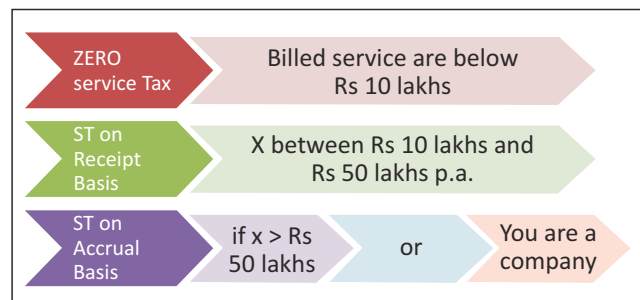 ZERO
service Tax
Billed service are below
Rs 10 lakhs
ST on
Receipt
Basis
X between Rs 10 lakhs and
Rs 50 lakhs p.a.
ST on
Accrual
Basis
if x > Rs
50 lakhs
or
You are a
company